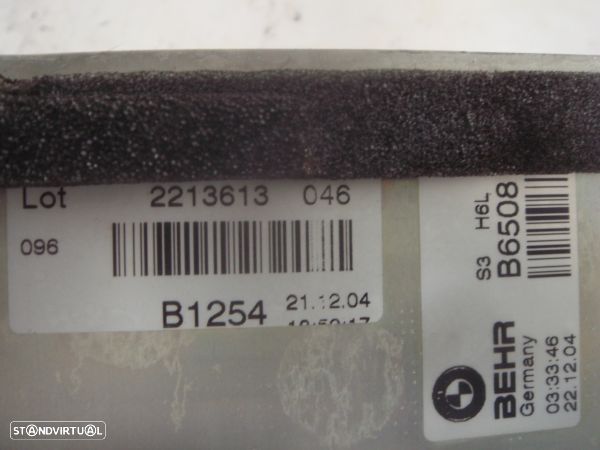 Lot 2213613 046
096
B1254 21.12.04
S3 H6L
B6508
BEHR
Germany
03:33:46
22.12.04
STANDVIRTUAL